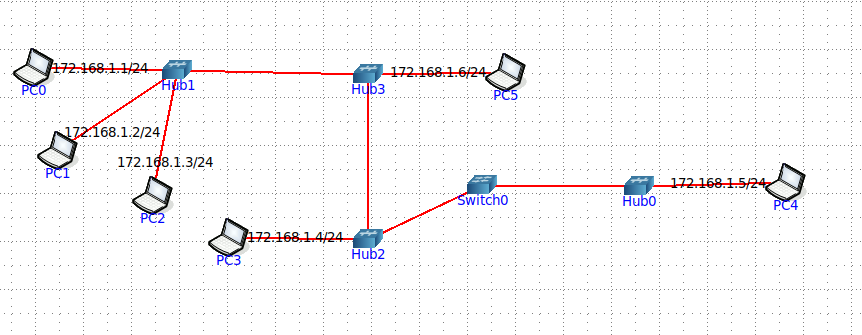 172.168.1.1/24
PC0
Hub1
172.168.1.6/24
Hub3
PC5
172.168.1.2/24
PC1
172.168.1.3/24
PC2
Switch0
172.168.1.5/24
Hub0
PC4
172.168.1.4/24
PC3
Hub2